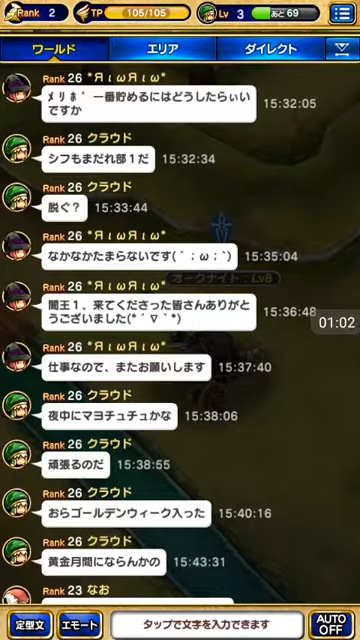 Rank 2 TP 105/105 Lv 3 あと69
ワールド エリア ダイレクト
Rank 26 *ЯιωЯιω*
ﾒﾘﾎﾟ一番貯めるにはどうしたらぃい
ですか
15:32:05
Rank 26 クラウド
シフもまだれ部１だ 15:32:34
Rank 26 クラウド
脱ぐ？ 15:33:44
Rank 26 *ЯιωЯιω*
なかなかたまらないです(´；ω；`) 15:35:04
オークナイト：Lv8
Rank 26 *ЯιωЯιω*
闇王１、来てくださった皆さんありが
とうございました(*´∇`*)
15:36:48
01:02
Rank 26 *ЯιωЯιω*
仕事なので、またお願いします 15:37:40
Rank 26 クラウド
夜中にマヨチュチュかな 15:38:06
Rank 26 クラウド
頑張るのだ 15:38:55
Rank 26 クラウド
おらゴールデンウィーク入った 15:40:16
Rank 26 クラウド
黄金月間にならんかの 15:43:31
Rank 23 なお
定型文 エモート タップで文字を入力できます AUTO
OFF